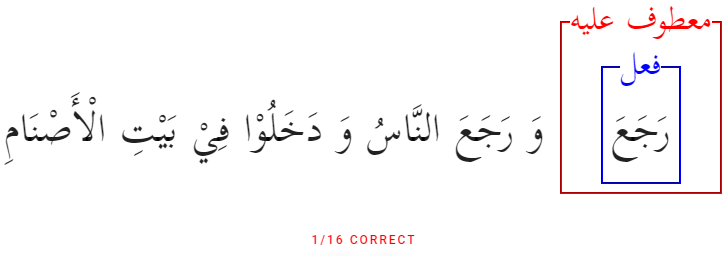 معطوف عليه
فعل
رَجَعَ وَ رَجَعَ النَّاسُ وَ دَخَلُوْا فِيْ بَيْتِ الْأَصْنَامِ
1/16 CORRECT